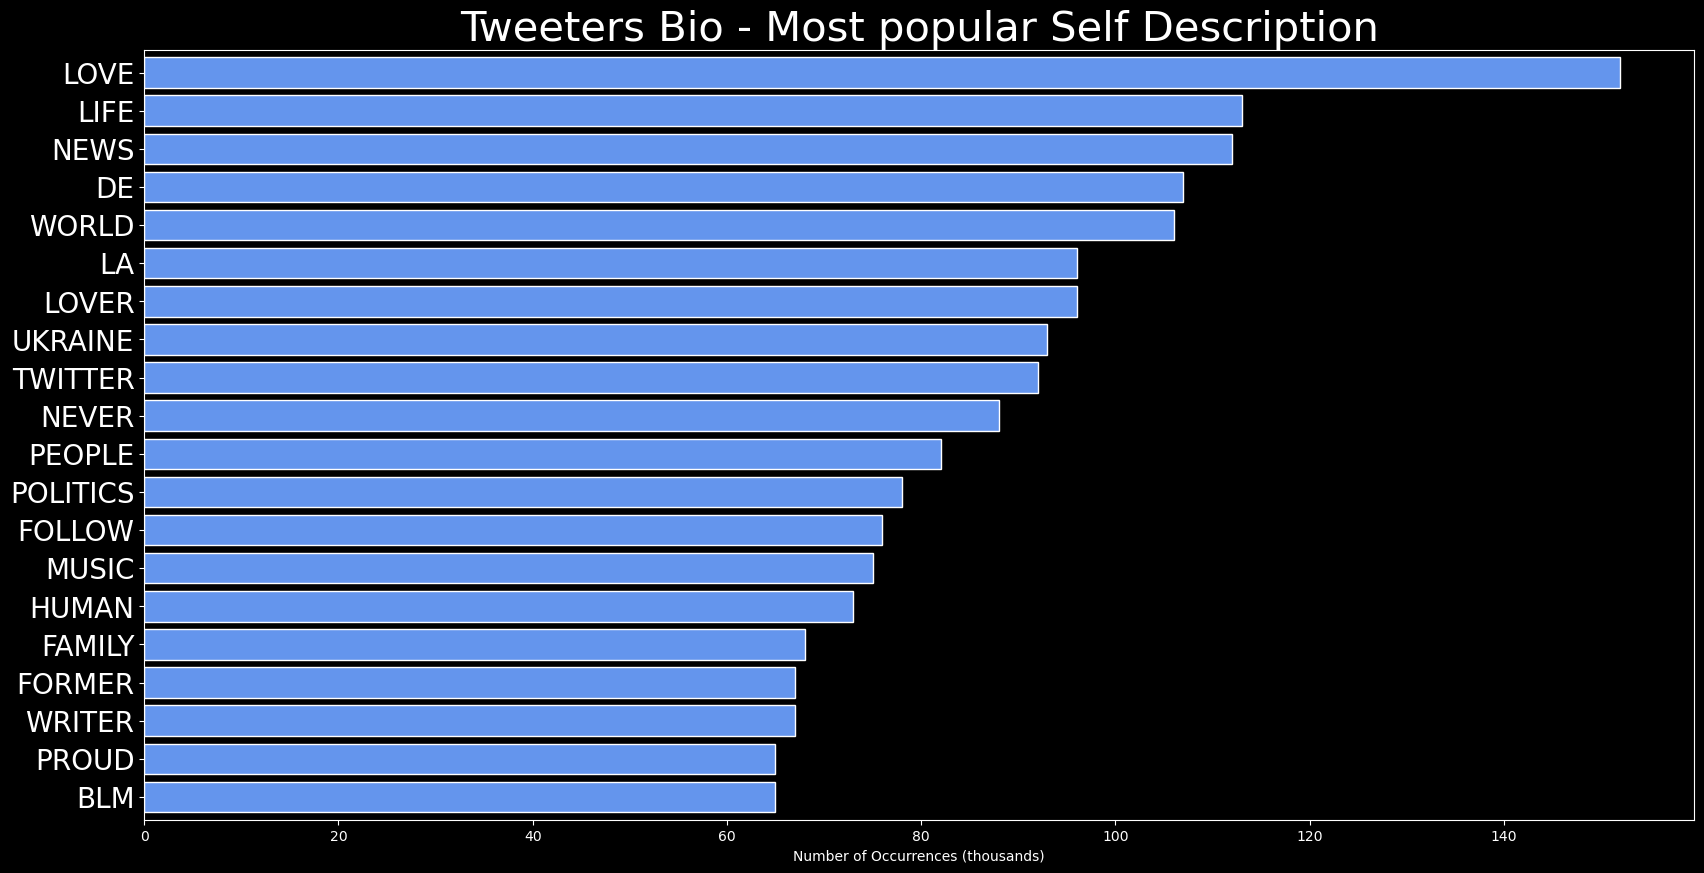 Tweeters Bio - Most popular Self Description
LOVE
LIFE
NEWS
DE
WORLD
LA
LOVER
UKRAINE
TWITTER
NEVER
PEOPLE
POLITICS
FOLLOW
MUSIC
HUMAN
FAMILY
FORMER
WRITER
PROUD
BLM
0 20 40 60 80 100 120 140
Number of Occurrences (thousands)